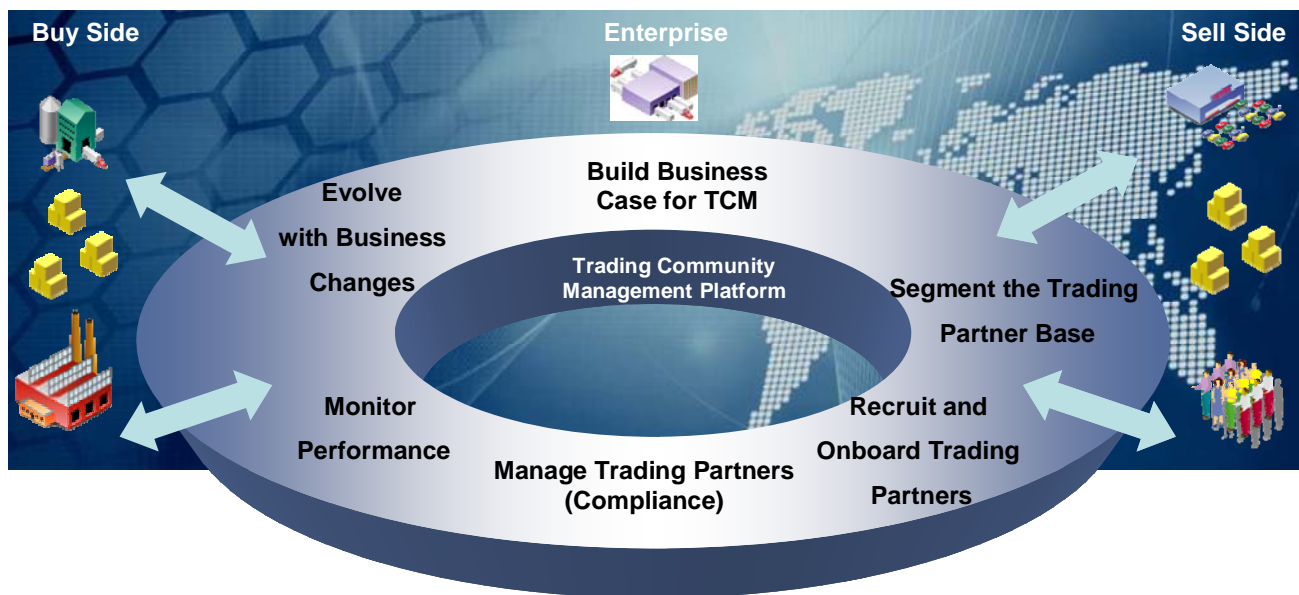 Buy Side
Enterprise
Sell Side
Build Business
Case for TCM
Evolve
with Business
Changes
Trading Community
Management Platform
Segment the Trading
Partner Base
Monitor
Performance
Recruit and
Onboard Trading
Partners
Manage Trading Partners
(Compliance)